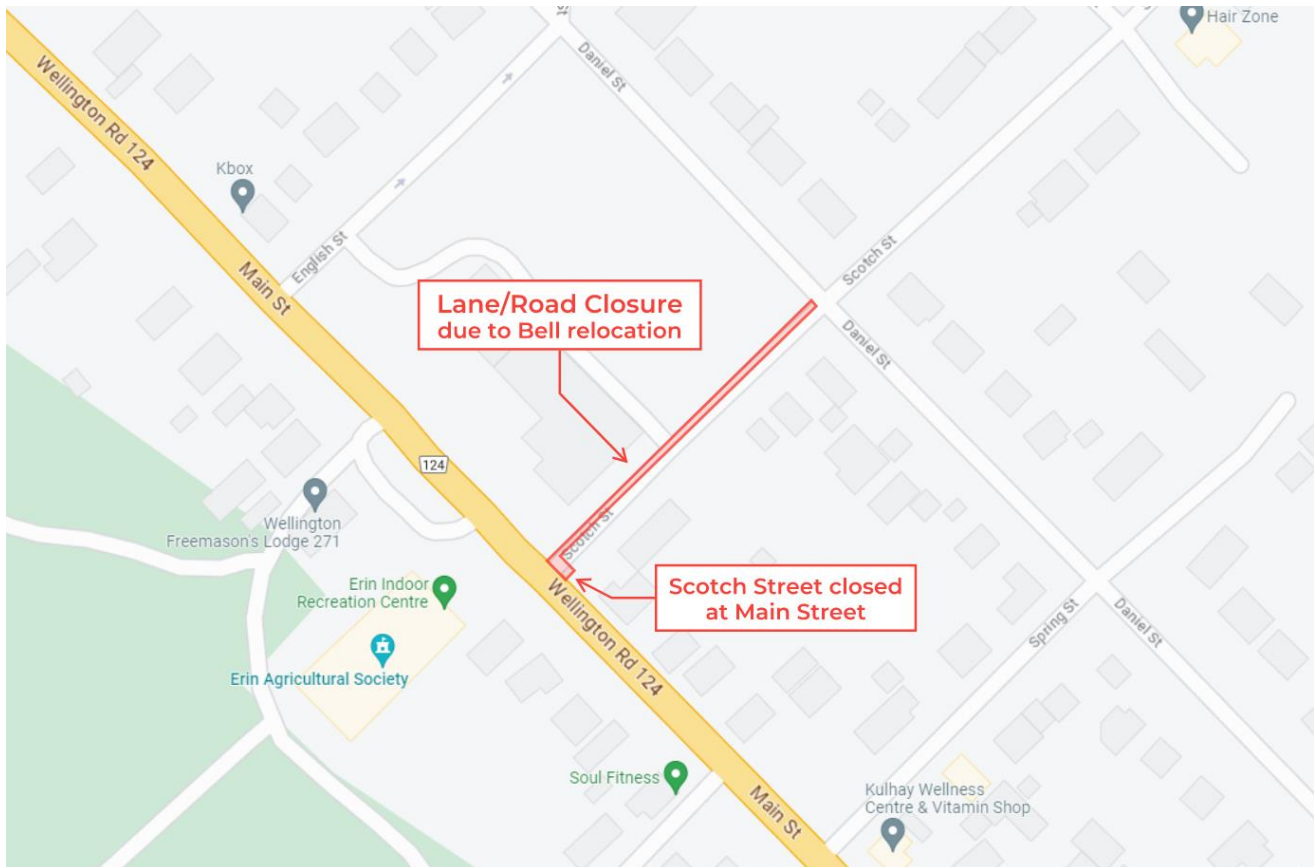 St
Hair Zone
Daniel St
Wellington Rd 124
Kbox
English St
Scotch St
Main St
Lane/Road Closure
due to Bell relocation
Daniel St
124
Wellington
Freemason's Lodge 271
Scotch St
Erin Indoor
Recreation Centre
Scotch Street closed
at Main Street
Wellington Rd 124
Spring St
Daniel St
Erin Agricultural Society
Soul Fitness
Main St
Kulhay Wellness
Centre & Vitamin Shop